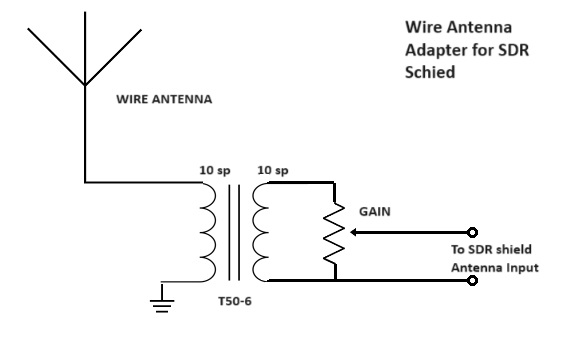 Wire Antenna
Adapter for SDR
Schied
WIRE ANTENNA
10 sp
10 sp
GAIN
To SDR shield
Antenna Input
T50-6